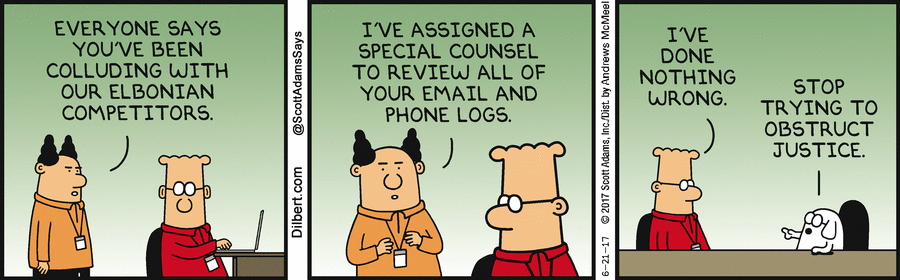 EVERYONE SAYS
YOU'VE BEEN
COLLUDING WITH
OUR ELBONIAN
COMPETITORS.
Dilbert.com @ScottAdamsSays
I'VE ASSIGNED A
SPECIAL COUNSEL
TO REVIEW ALL OF
YOUR EMAIL AND
PHONE LOGS.
6-21-17 © 2017 Scott Adams, Inc./Dist. by Andrews McMeel
I'VE
DONE
NOTHING
WRONG.
STOP
TRYING TO
OBSTRUCT
JUSTICE.